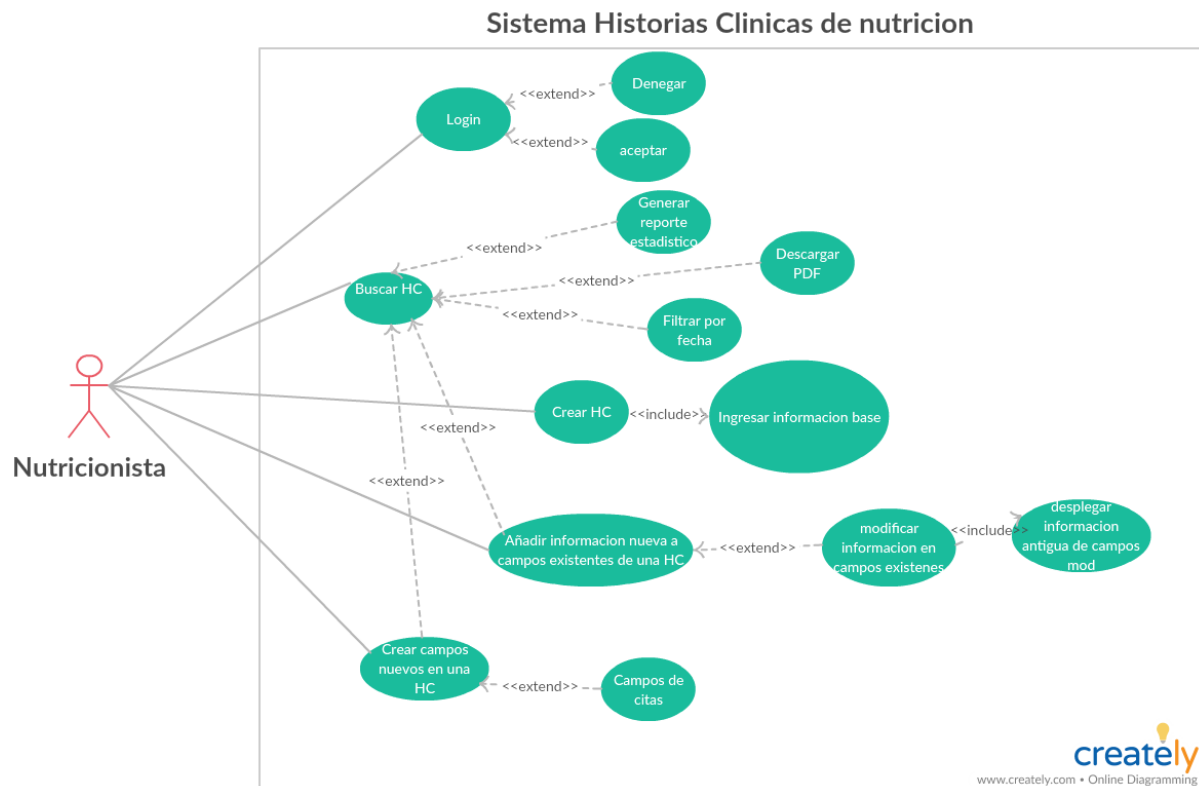 Sistema Historias Clinicas de nutricion
Denegar
<<extend>>
Login
<<extend>>
aceptar
Generar
reporte
estadistico
<<extend>>
Descargar
PDF
<<extend>>
Buscar HC
<<extend>>
Filtrar por
fecha
Crear HC
<<include>>
Ingresar informacion base
<<extend>>
Nutricionista
<<extend>>
Añadir informacion nueva a
campos existentes de una HC
<<extend>>
modificar
informacion en
campos existenes
<<include>>
desplegar
informacion
antigua de campos
mod
Crear campos
nuevos en una
HC
<<extend>>
Campos de
citas
creately
www.creately.com • Online Diagramming